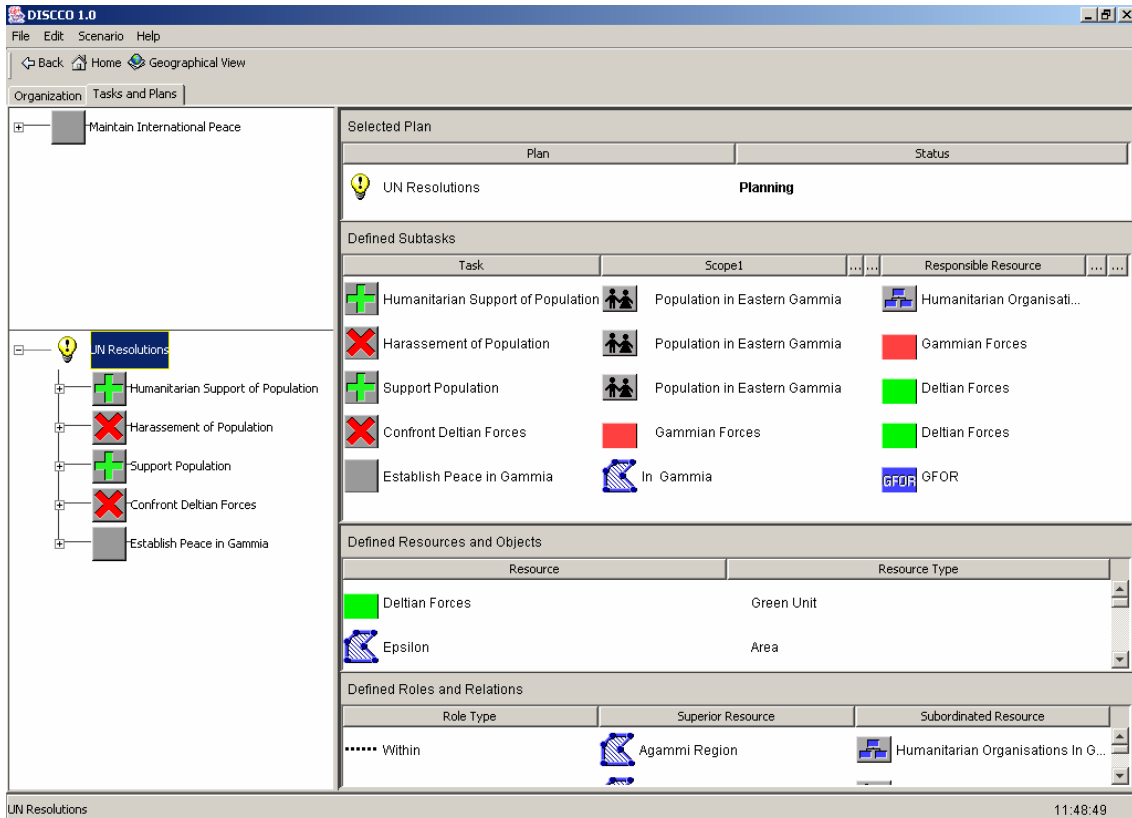 DISCCO 1.0
File Edit Scenario Help
Back Home Geographical View
Organization Tasks and Plans
Maintain International Peace
UN Resolutions
Humanitarian Support of Population
Harassement of Population
Support Population
Confront Deltian Forces
Establish Peace in Gammia
Selected Plan
Plan Status
UN Resolutions Planning
Defined Subtasks
Task Scope1 ... ... Responsible Resource ... ...
Humanitarian Support of Population Population in Eastern Gammia Humanitarian Organisati...
Harassement of Population Population in Eastern Gammia Gammian Forces
Support Population Population in Eastern Gammia Deltian Forces
Confront Deltian Forces Gammian Forces Deltian Forces
Establish Peace in Gammia In Gammia GFOR GFOR
Defined Resources and Objects
Resource Resource Type
Deltian Forces Green Unit
Epsilon Area
Defined Roles and Relations
Role Type Superior Resource Subordinated Resource
Within Agammi Region Humanitarian Organisations In G...
UN Resolutions 11:48:49